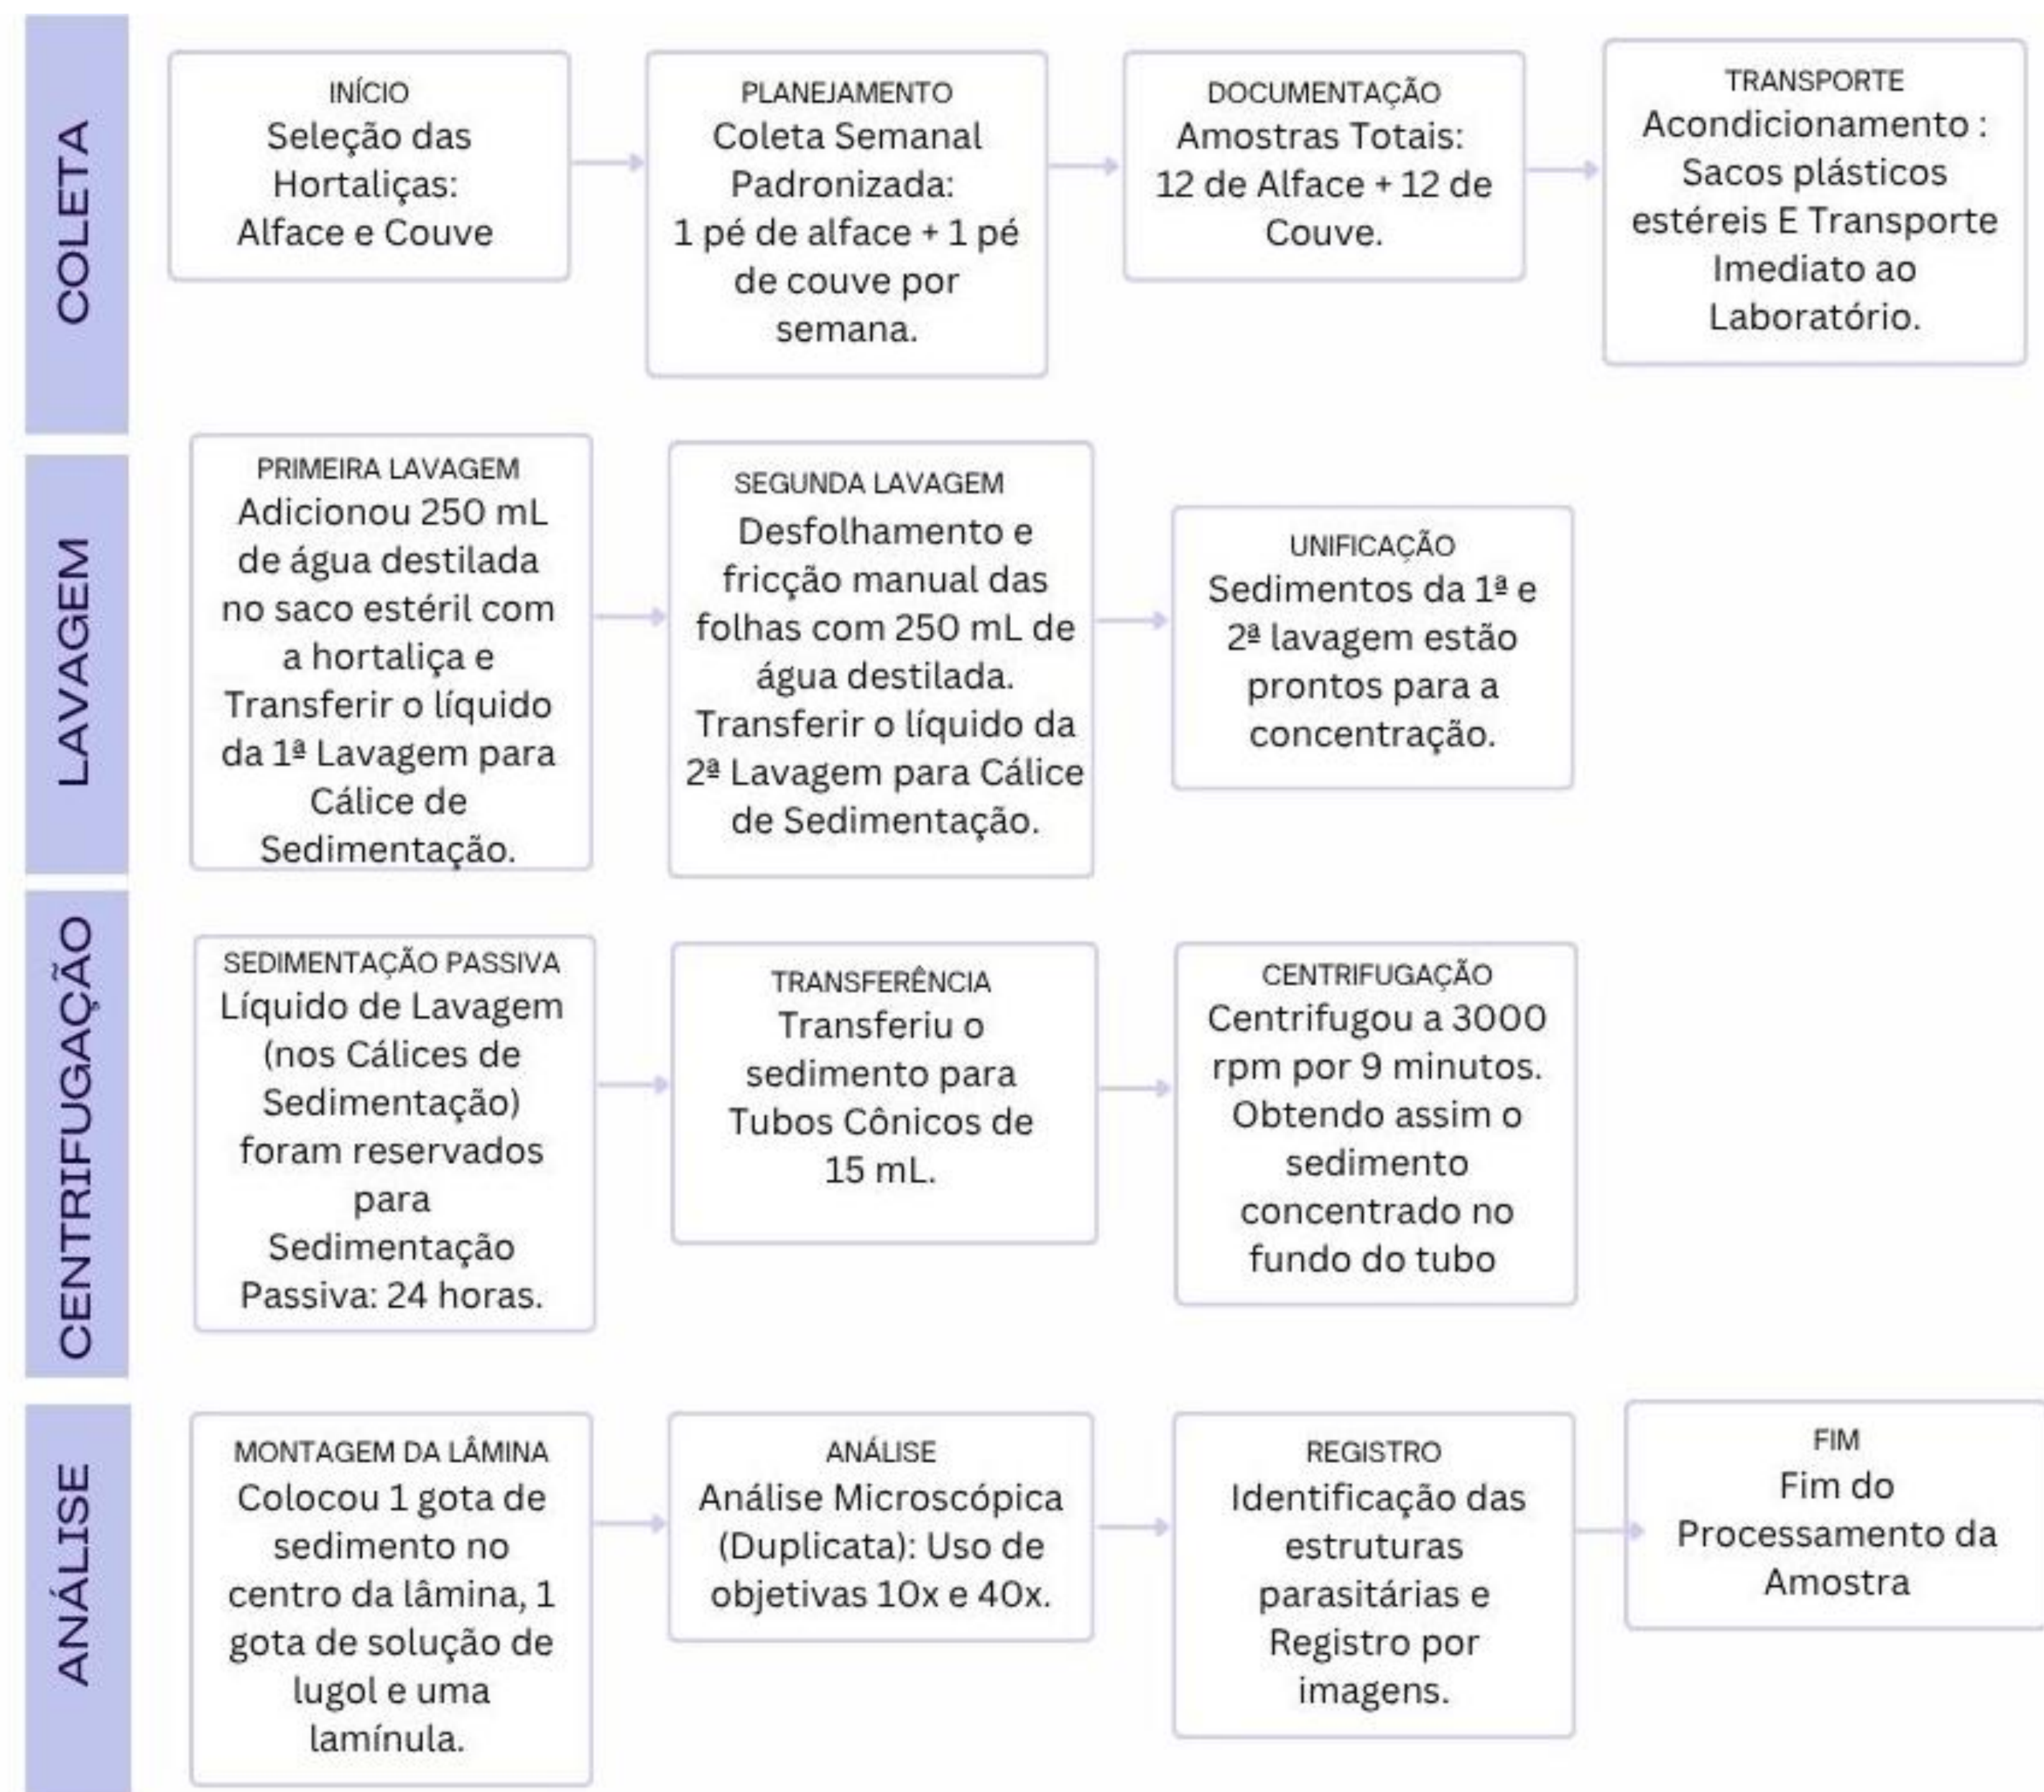 COLETA
INÍCIO
Seleção das
Hortaliças:
Alface e Couve
PLANEJAMENTO
Coleta Semanal
Padronizada:
1 pé de alface + 1 pé
de couve por
semana.
DOCUMENTAÇÃO
Amostras Totais:
12 de Alface + 12 de
Couve.
TRANSPORTE
Acondicionamento :
Sacos plásticos
estéreis E Transporte
Imediato ao
Laboratório.
LAVAGEM
PRIMEIRA LAVAGEM
Adicionou 250 mL
de água destilada
no saco estéril com
a hortaliça e
Transferir o líquido
da 1ª Lavagem para
Cálice de
Sedimentação.
SEGUNDA LAVAGEM
Desfolhamento e
fricção manual das
folhas com 250 mL de
água destilada.
Transferir o líquido da
2ª Lavagem para Cálice
de Sedimentação.
UNIFICAÇÃO
Sedimentos da 1ª e
2ª lavagem estão
prontos para a
concentração.
CENTRIFUGAÇÃO
SEDIMENTAÇÃO PASSIVA
Líquido de Lavagem
(nos Cálices de
Sedimentação)
foram reservados
para
Sedimentação
Passiva: 24 horas.
TRANSFERÊNCIA
Transferiu o
sedimento para
Tubos Cônicos de
15 mL.
CENTRIFUGAÇÃO
Centrifugou a 3000
rpm por 9 minutos.
Obtendo assim o
sedimento
concentrado no
fundo do tubo
ANÁLISE
MONTAGEM DA LÂMINA
Colocou 1 gota de
sedimento no
centro da lâmina, 1
gota de solução de
lugol e uma
lamínula.
ANÁLISE
Análise Microscópica
(Duplicata): Uso de
objetivas 10x e 40x.
REGISTRO
Identificação das
estruturas
parasitárias e
Registro por
imagens.
FIM
Fim do
Processamento da
Amostra